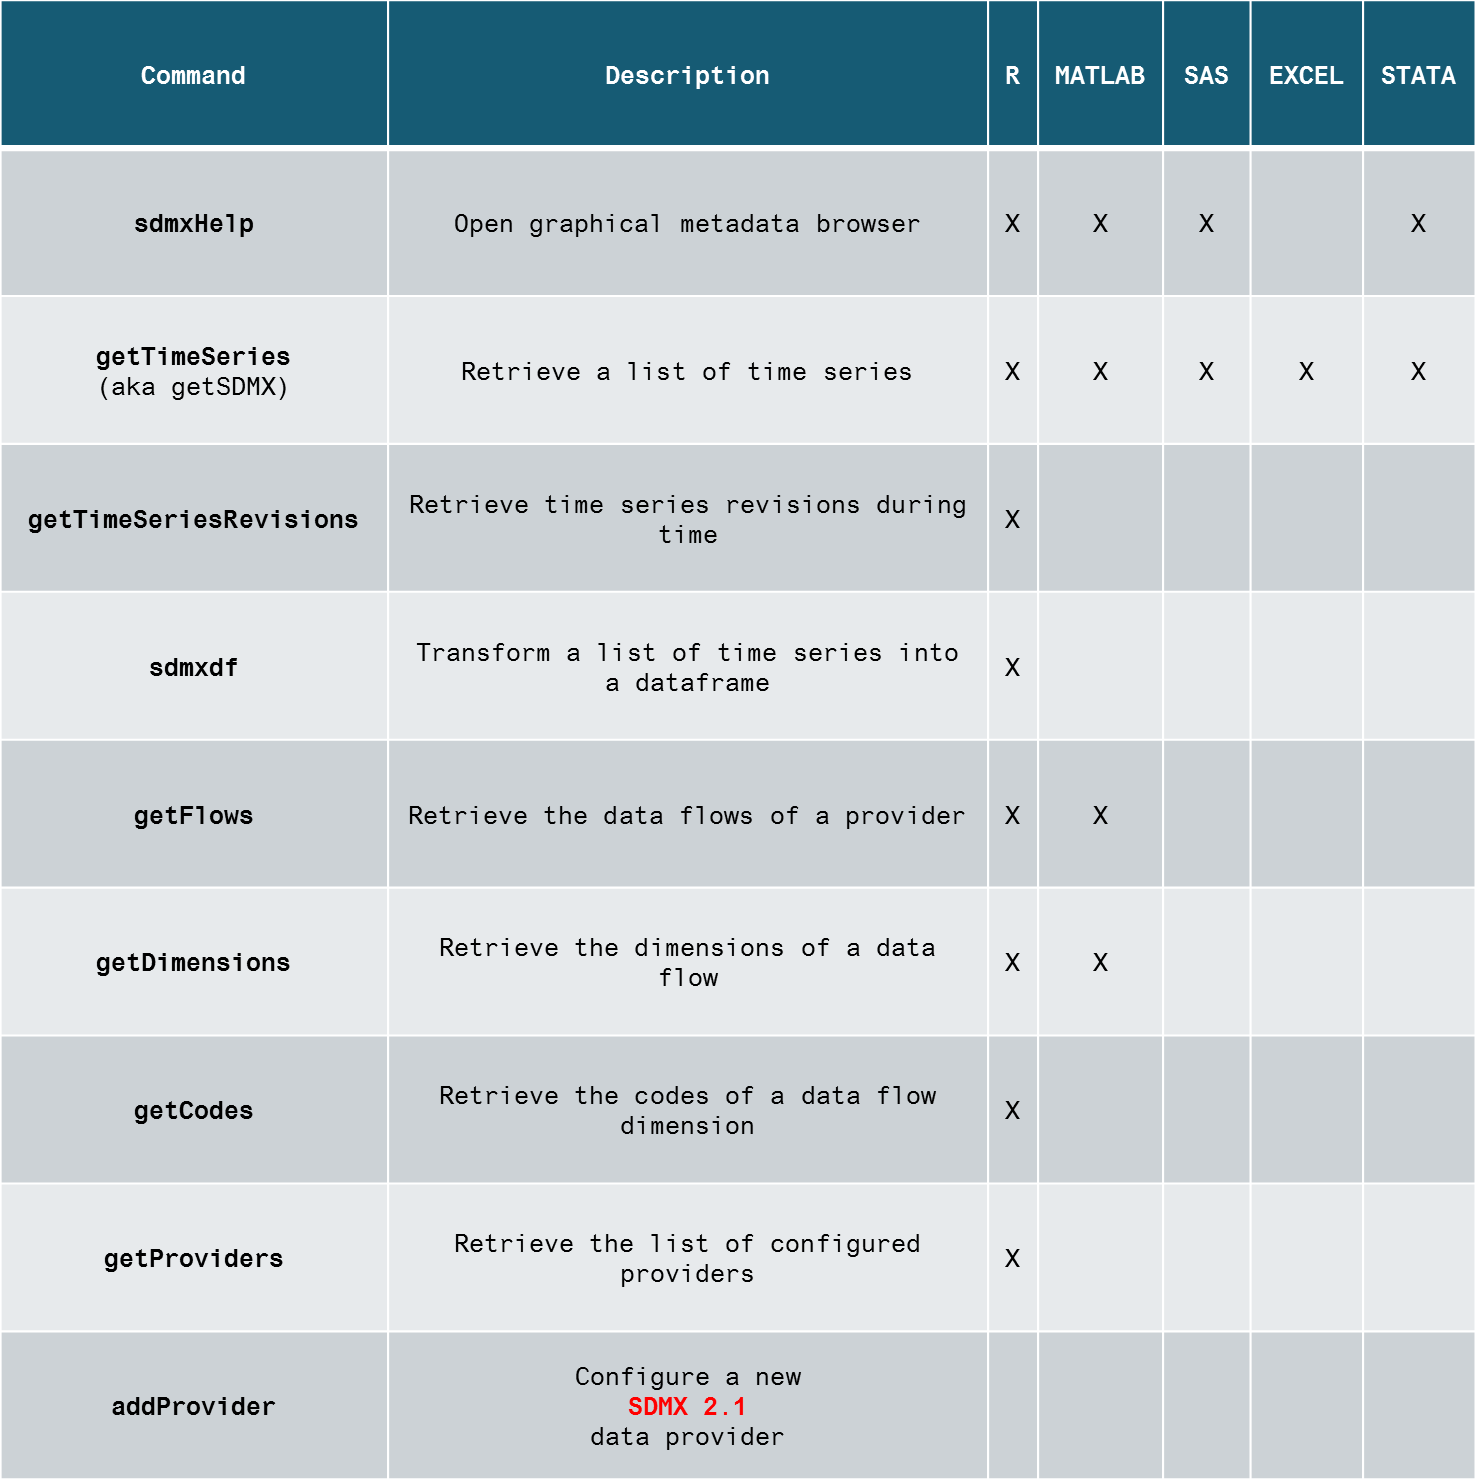 Command Description R MATLAB SAS EXCEL STATA
sdmxHelp Open graphical metadata browser X X X X
getTimeSeries
(aka getSDMX) Retrieve a list of time series X X X X X
getTimeSeriesRevisions Retrieve time series revisions during
time X
sdmxdf Transform a list of time series into
a dataframe X
getFlows Retrieve the data flows of a provider X X
getDimensions Retrieve the dimensions of a data
flow X X
getCodes Retrieve the codes of a data flow
dimension X
getProviders Retrieve the list of configured
providers X
addProvider Configure a new
SDMX 2.1
data provider